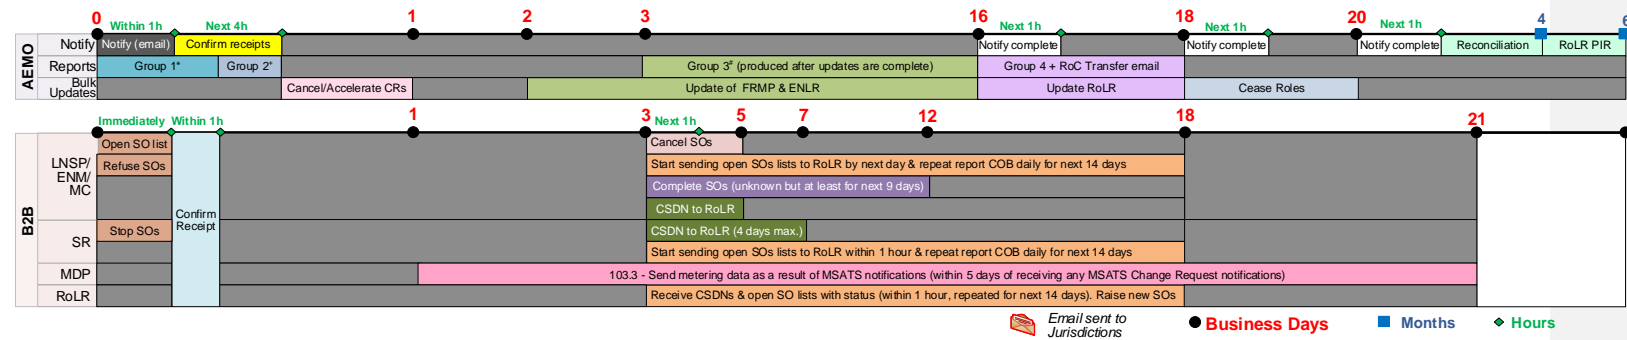 0 1 2 3 16 18 20 4 6
Within 1h Next 4h Next 1h Next 1h Next 1h
AEMO
Notify Notify (email) Confirm receipts Notify complete Notify complete Notify complete Reconciliation RoLR PIR
Reports Group 1* Group 2* Group 3# (produced after updates are complete) Group 4 + RoC Transfer email
Bulk Updates Cancel/Accelerate CRs Update of FRMP & ENLR Update RoLR Cease Roles
Immediately Within 1h 1 3 Next 1h 5 7 12 18 21
B2B
LNSP/
ENM/
MC
Open SO list Cancel SOs
Refuse SOs Start sending open SOs lists to RoLR by next day & repeat report COB daily for next 14 days
Complete SOs (unknown but at least for next 9 days)
Confirm
Receipt
CSDN to RoLR
SR
Stop SOs CSDN to RoLR (4 days max.)
Start sending open SOs lists to RoLR within 1 hour & repeat report COB daily for next 14 days
MDP 103.3 - Send metering data as a result of MSATS notifications (within 5 days of receiving any MSATS Change Request notifications)
RoLR Receive CSDNs & open SO lists with status (within 1 hour, repeated for next 14 days). Raise new SOs
Email sent to
Jurisdictions
Business Days Months Hours